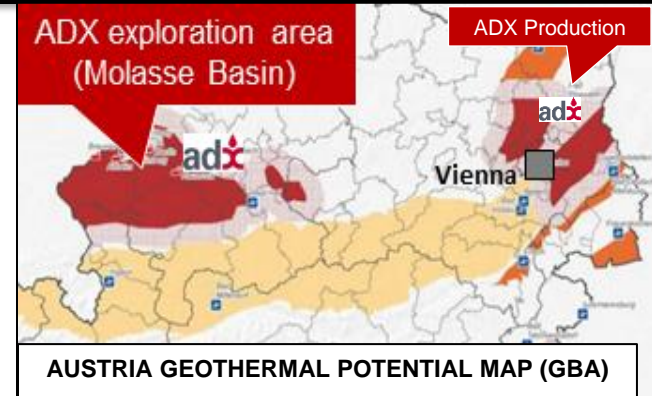 ADX exploration area
(Molasse Basin)
ADX Production
adx
adx
Vienna
AUSTRIA GEOTHERMAL POTENTIAL MAP (GBA)